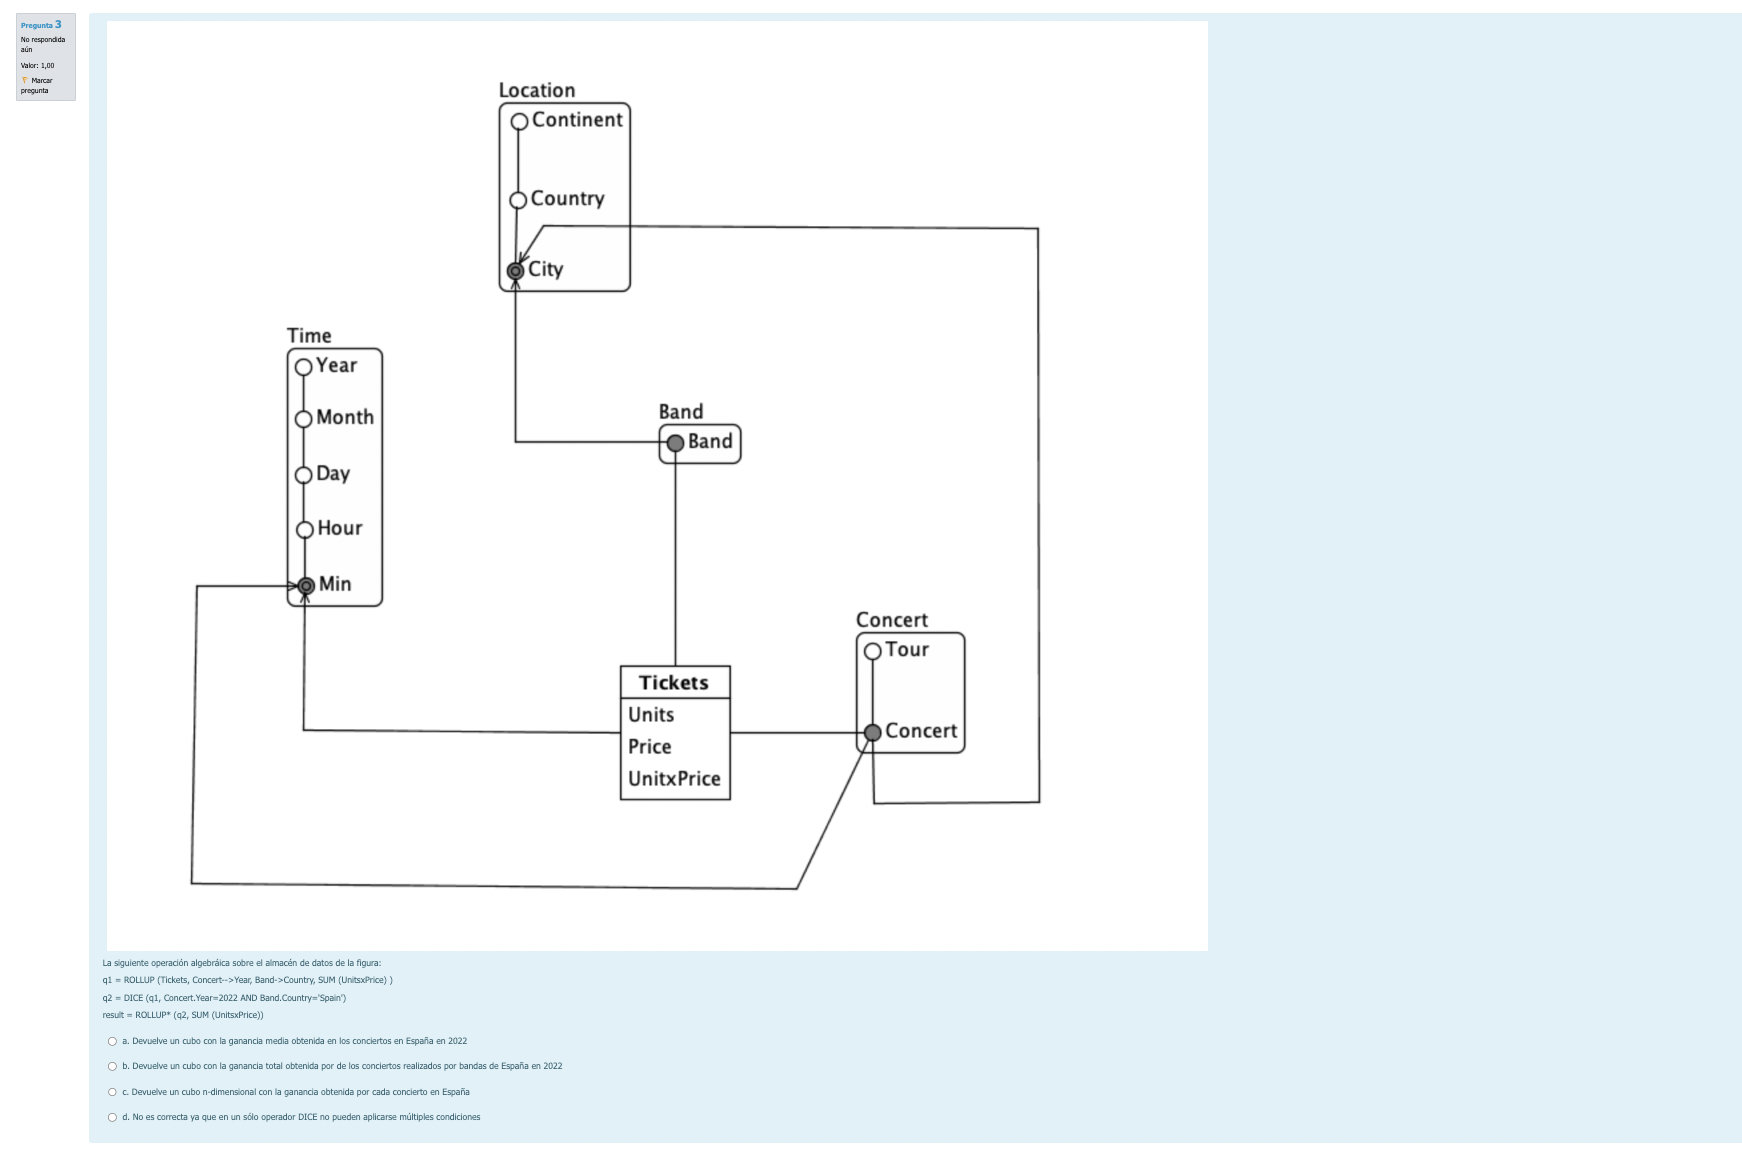 Pregunta 3
No respondida
aún
Valor: 1,00
Marcar
pregunta
Location
Continent
Country
City
Time
Year
Month
Day
Hour
Min
Band
Band
Concert
Tour
Concert
Tickets
Units
Price
UnitxPrice
La siguiente operación algebráica sobre el almacén de datos de la figura:
q1 = ROLLUP (Tickets, Concert-->Year, Band->Country, SUM (UnitsxPrice) )
q2 = DICE (q1, Concert.Year=2022 AND Band.Country='Spain')
result = ROLLUP* (q2, SUM (UnitsxPrice))
a. Devuelve un cubo con la ganancia media obtenida en los conciertos en España en 2022
b. Devuelve un cubo con la ganancia total obtenida por de los conciertos realizados por bandas de España en 2022
c. Devuelve un cubo n-dimensional con la ganancia obtenida por cada concierto en España
d. No es correcta ya que en un sólo operador DICE no pueden aplicarse múltiples condiciones